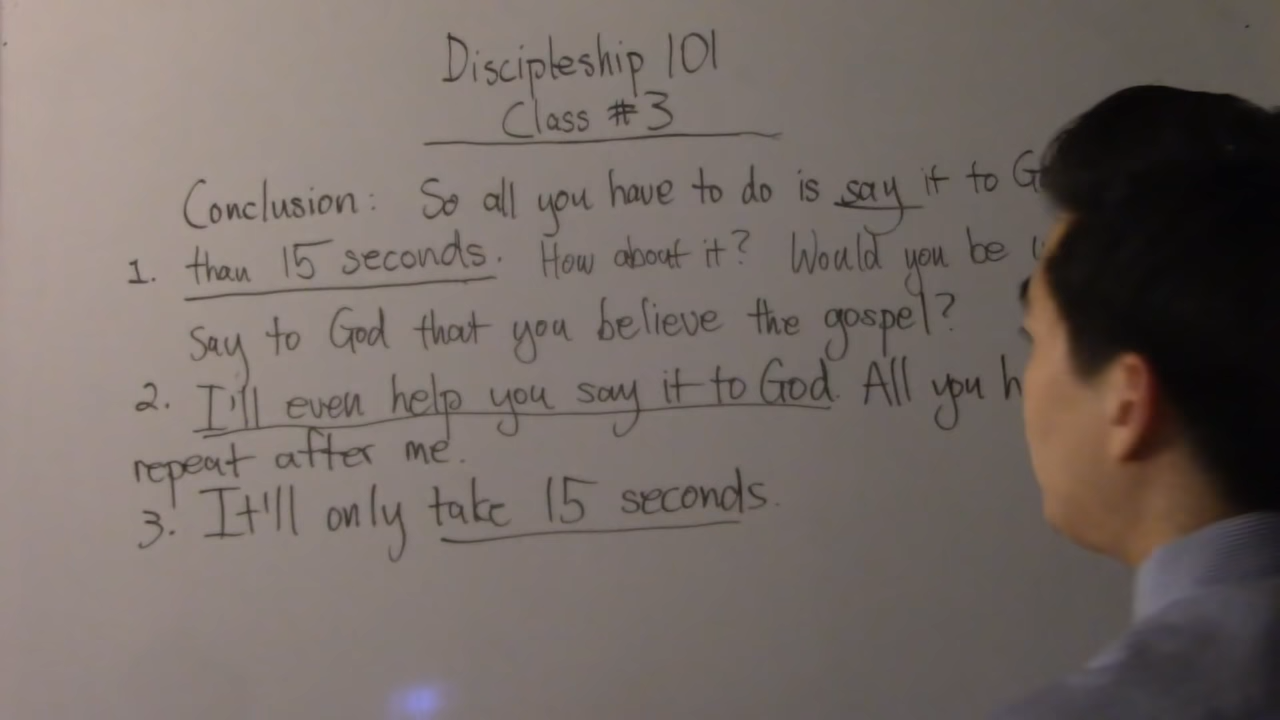 Discipleship 101
Class #3
Conclusion: So all you have to do is say it to
1. than 15 seconds. How about it? Would you be
say to God that you believe the gospel?
2. I'll even help you say it to God. All you
repeat after me.
3. It'll only take 15 seconds.